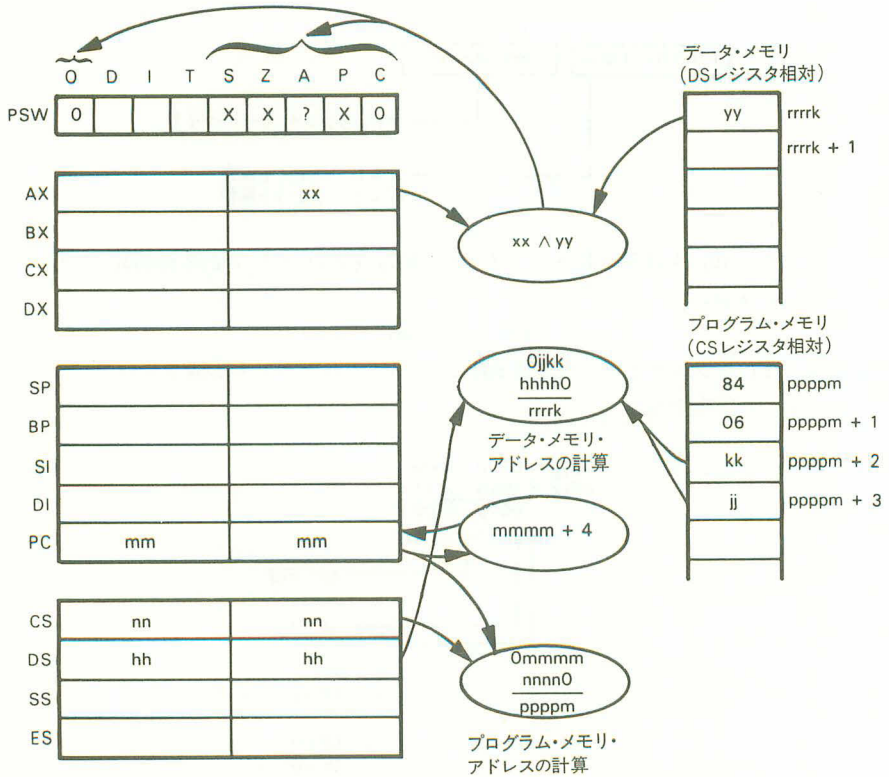 O D I T S Z A P C
PSW 0 X X ? X 0
AX xx
BX
CX
DX
xx ∧ yy
データ・メモリ
(DSレジスタ相対)
yy rrrrk
rrrrk + 1
SP
BP
SI
DI
PC mm mm
0jjkk
hhhh0
rrrrk
データ・メモリ・
アドレスの計算
mmmm + 4
プログラム・メモリ
(CSレジスタ相対)
84 ppppm
06 ppppm + 1
kk ppppm + 2
jj ppppm + 3
CS nn nn
DS hh hh
SS
ES
0mmmm
nnnn0
ppppm
プログラム・メモリ・
アドレスの計算